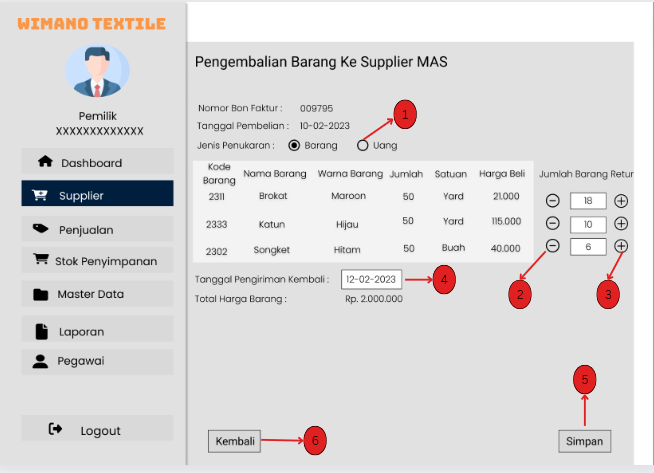 WIMANO TEXTILE
Pemilik
XXXXXXXXXXXXX
Dashboard
Supplier
Penjualan
Stok Penyimpanan
Master Data
Laporan
Pegawai
Logout
Pengembalian Barang Ke Supplier MAS
Nomor Bon Faktur : 009795
Tanggal Pembelian : 10-02-2023
1
Jenis Penukaran : Barang Uang
Kode Barang Nama Barang Warna Barang Jumlah Satuan Harga Beli Jumlah Barang Retur
2311 Brokat Maroon 50 Yard 21.000 18
2333 Katun Hijau 50 Yard 115.000 10
2302 Songket Hitam 50 Buah 40.000 6
Tanggal Pengiriman Kembali : 12-02-2023 4
2 3
Total Harga Barang : Rp. 2.000.000
5
Kembali 6 Simpan